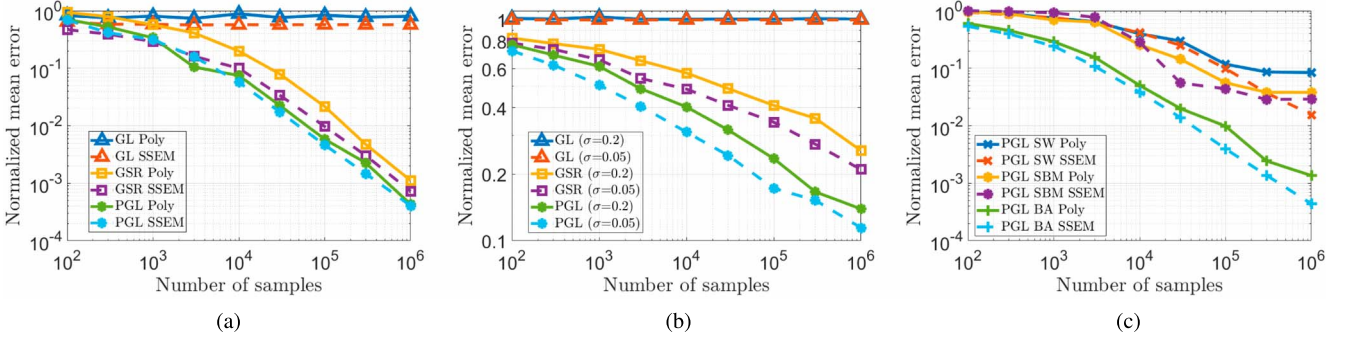 Normalized mean error
10^0
10^-1
10^-2
10^-3
10^-4
GL Poly
GL SSEM
GSR Poly
GSR SSEM
PGL Poly
PGL SSEM
10^2 10^3 10^4 10^5 10^6
Number of samples
(a)
Normalized mean error
1
0.8
0.6
0.4
0.2
0.1
GL (σ=0.2)
GL (σ=0.05)
GSR (σ=0.2)
GSR (σ=0.05)
PGL (σ=0.2)
PGL (σ=0.05)
10^2 10^3 10^4 10^5 10^6
Number of samples
(b)
Normalized mean error
10^0
10^-1
10^-2
10^-3
10^-4
PGL SW Poly
PGL SW SSEM
PGL SBM Poly
PGL SBM SSEM
PGL BA Poly
PGL BA SSEM
10^2 10^3 10^4 10^5 10^6
Number of samples
(c)